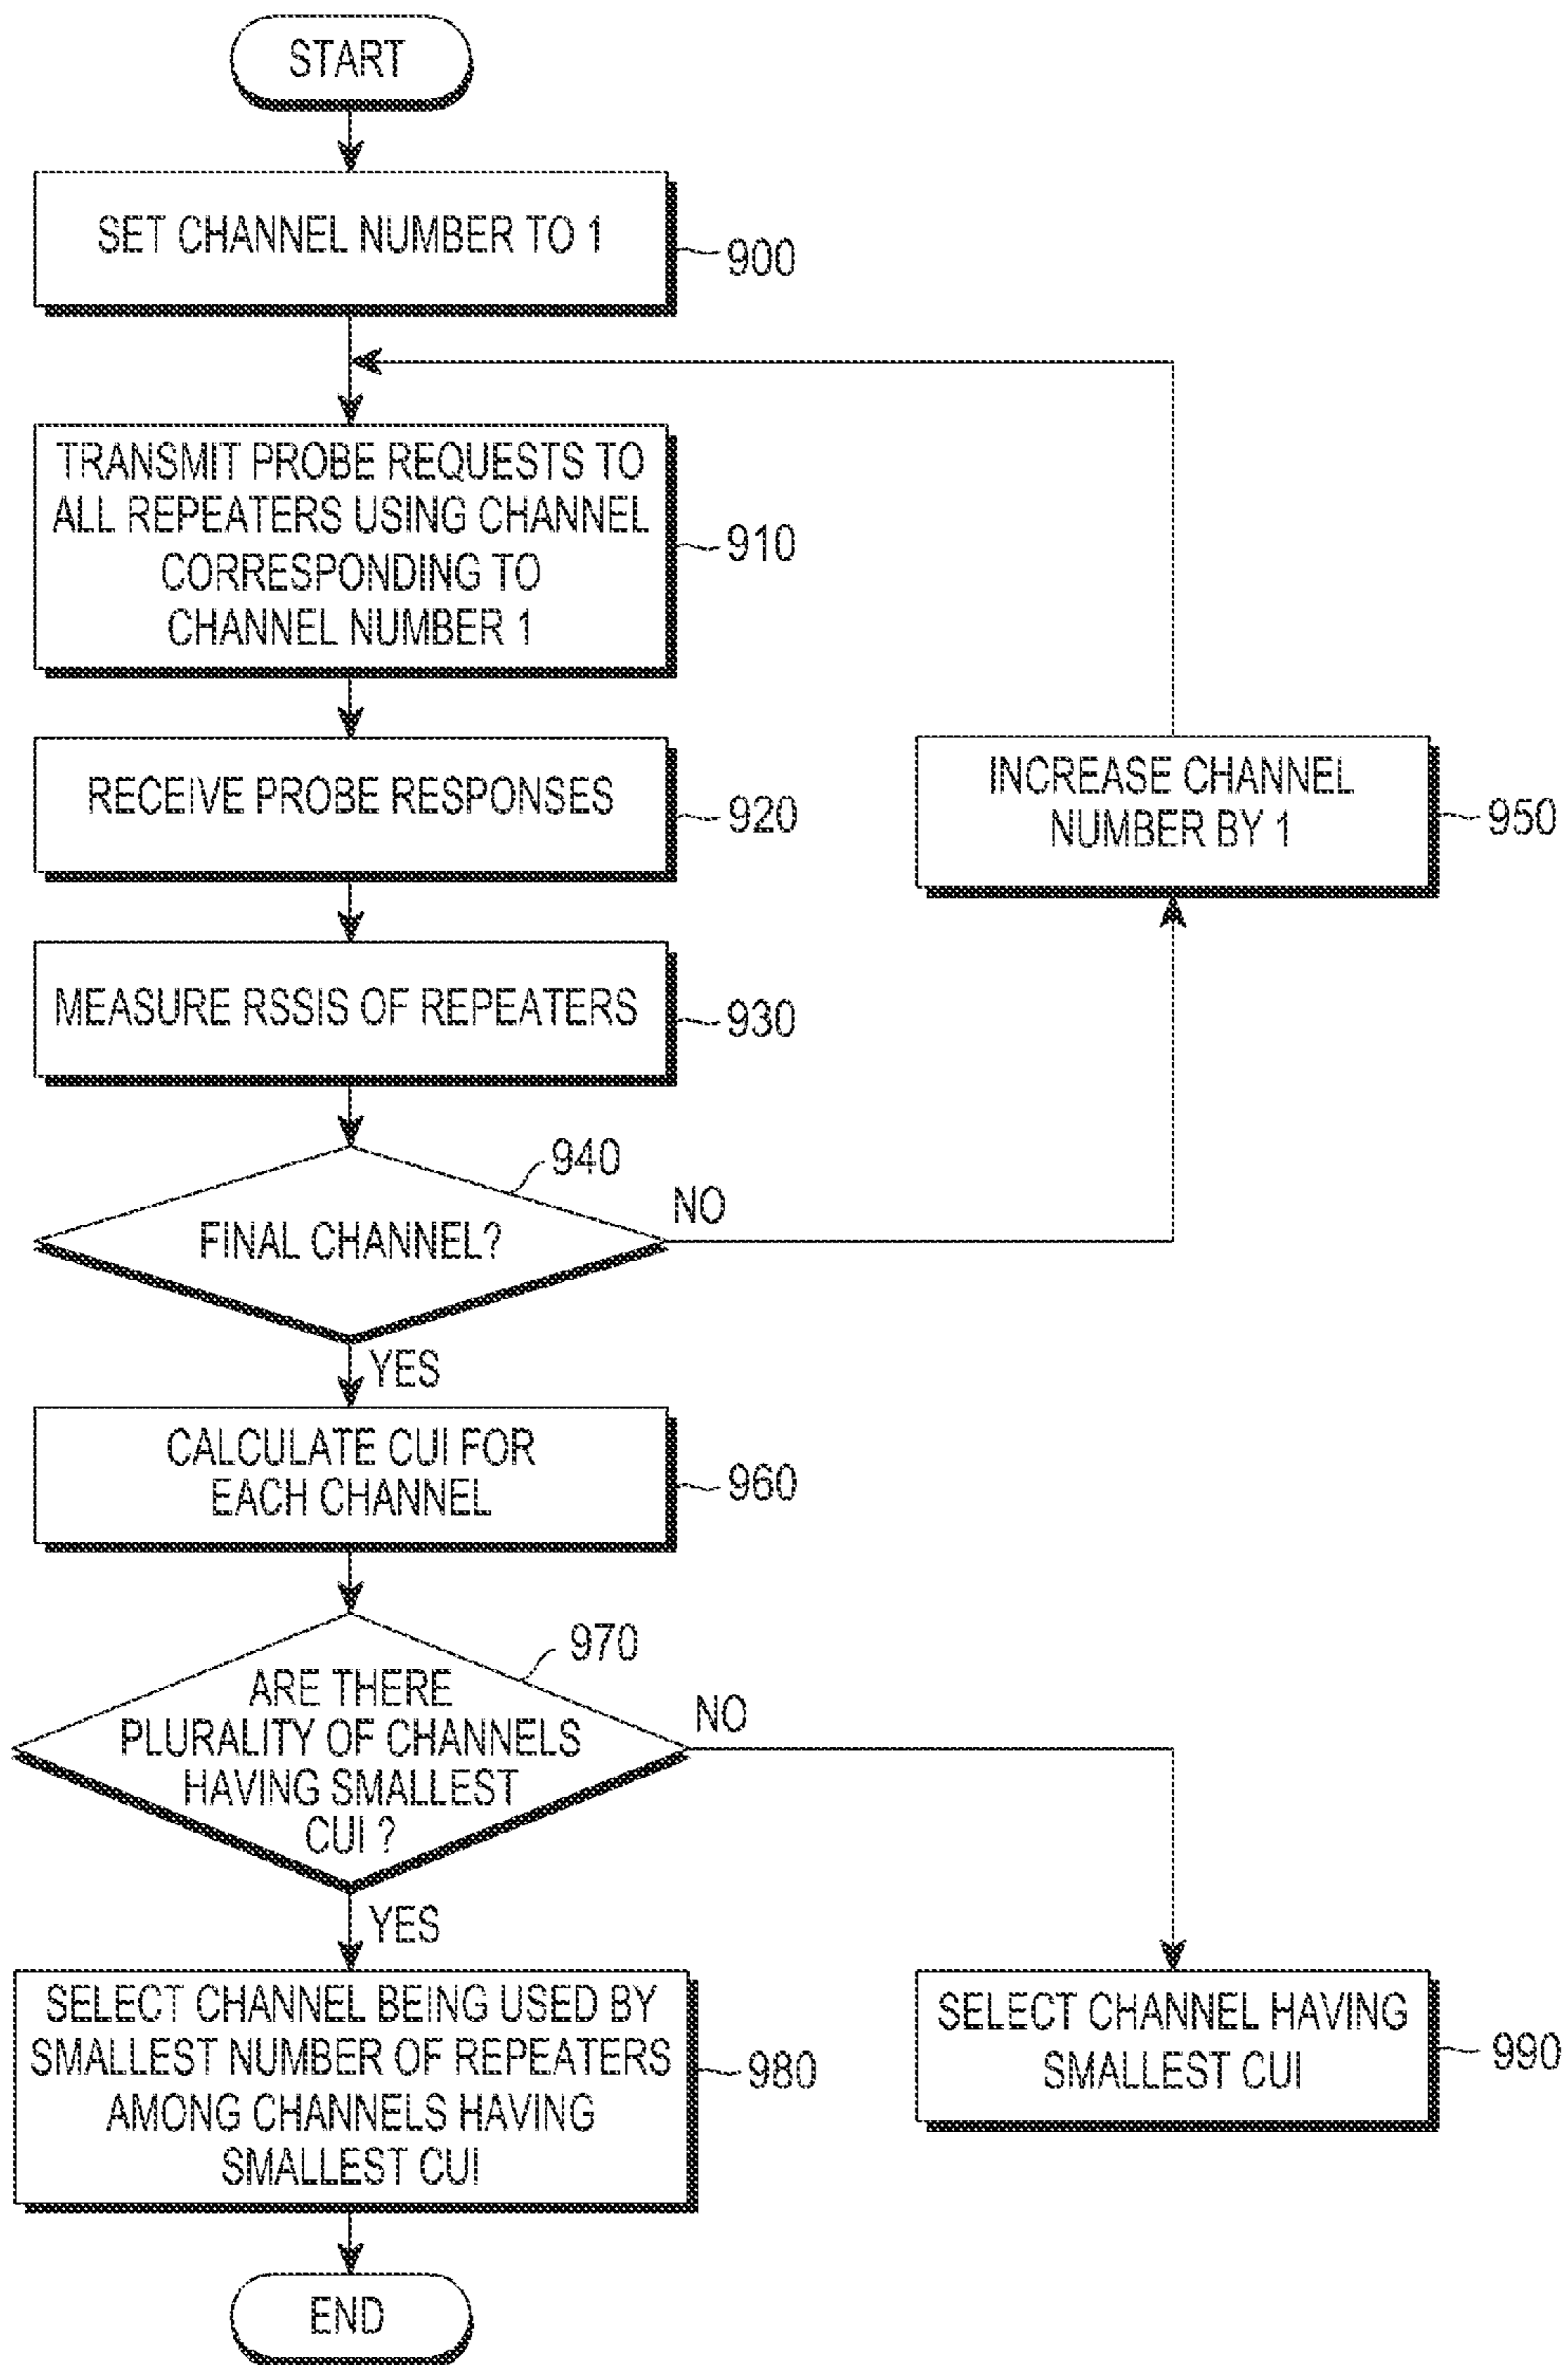 START
SET CHANNEL NUMBER TO 1
900
TRANSMIT PROBE REQUESTS TO
ALL REPEATERS USING CHANNEL
CORRESPONDING TO
CHANNEL NUMBER 1
910
RECEIVE PROBE RESPONSES
920
INCREASE CHANNEL
NUMBER BY 1
950
MEASURE RSSIS OF REPEATERS
930
940
FINAL CHANNEL?
NO
YES
CALCULATE CUI FOR
EACH CHANNEL
960
970
ARE THERE
PLURALITY OF CHANNELS
HAVING SMALLEST
CUI ?
NO
YES
SELECT CHANNEL BEING USED BY
SMALLEST NUMBER OF REPEATERS
AMONG CHANNELS HAVING
SMALLEST CUI
980
SELECT CHANNEL HAVING
SMALLEST CUI
990
END